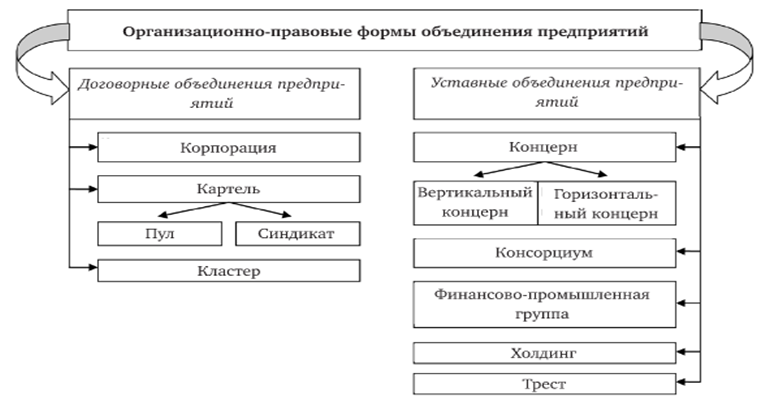 Организационно-правовые формы объединения предприятий
Договорные объединения предпри-
ятий
Корпорация
Картель
Пул
Синдикат
Кластер
Уставные объединения предпри-
ятий
Концерн
Вертикальный
концерн
Горизонталь-
ный концерн
Консорциум
Финансово-промышленная
группа
Холдинг
Трест